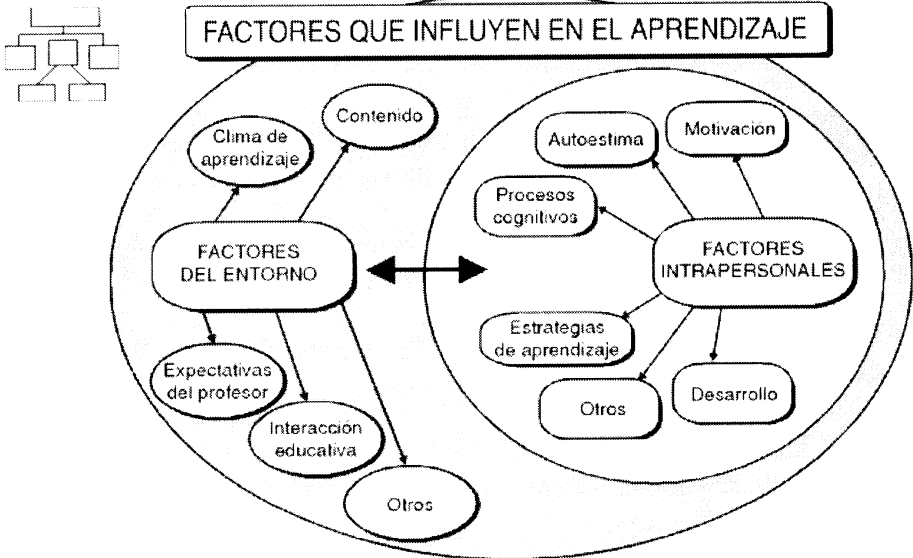 FACTORES QUE INFLUYEN EN EL APRENDIZAJE
Clima de
aprendizaje
Contenido
FACTORES
DEL ENTORNO
Expectativas
del profesor
Interacción
educativa
Otros
Autoestima
Motivación
Procesos
cognitivos
FACTORES
INTRAPERSONALES
Estrategias
de aprendizaje
Otros
Desarrollo